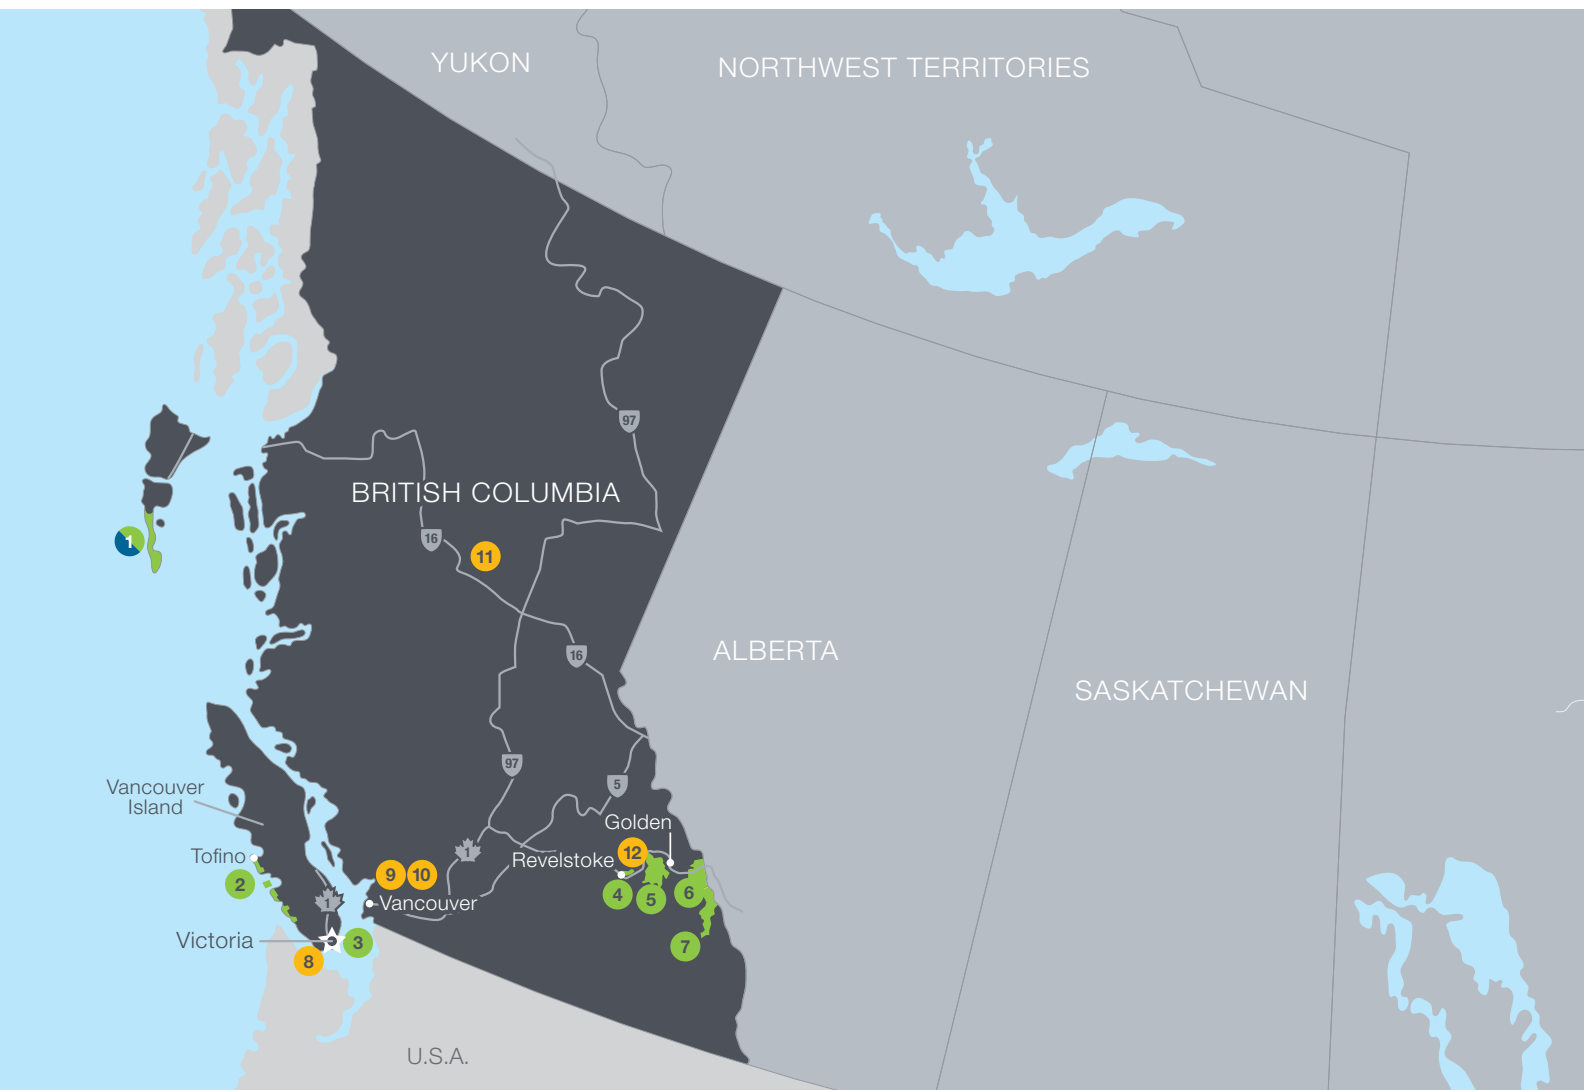 YUKON
NORTHWEST TERRITORIES
97
BRITISH COLUMBIA
16
1
11
ALBERTA
16
SASKATCHEWAN
97
5
Vancouver
Island
Golden
1
12
Revelstoke
Tofino
9
10
2
4
5
6
1
Vancouver
Victoria
3
7
8
U.S.A.